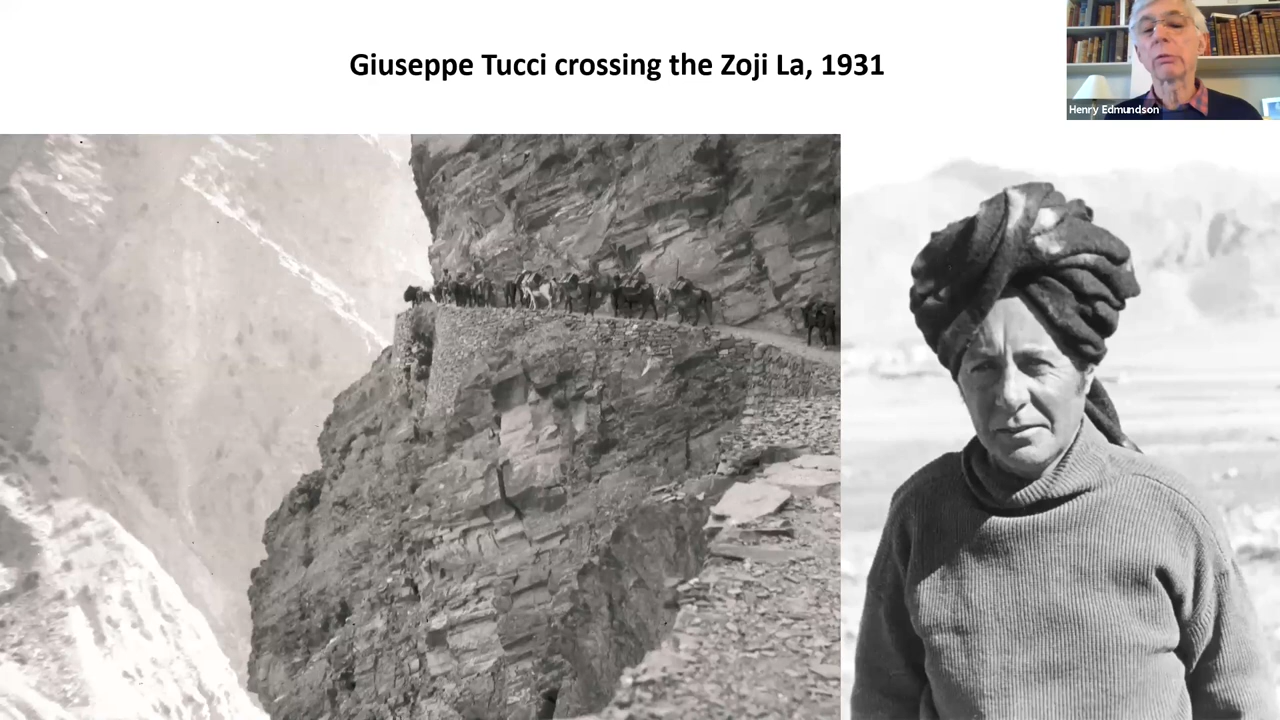 Giuseppe Tucci crossing the Zoji La, 1931
Henry Edmundson